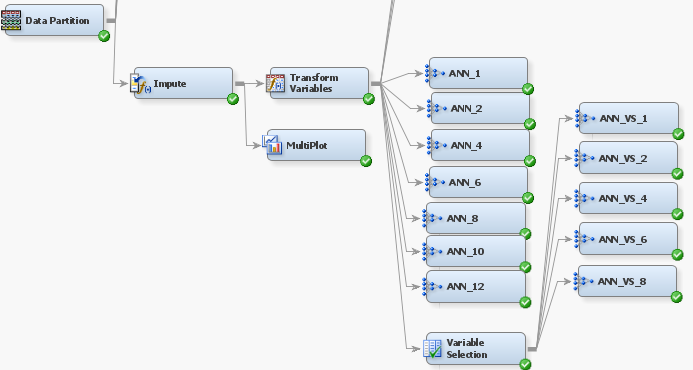 Data Partition
Impute
Transform
Variables
MultiPlot
ANN_1
ANN_2
ANN_4
ANN_6
ANN_8
ANN_10
ANN_12
Variable
Selection
ANN_VS_1
ANN_VS_2
ANN_VS_4
ANN_VS_6
ANN_VS_8